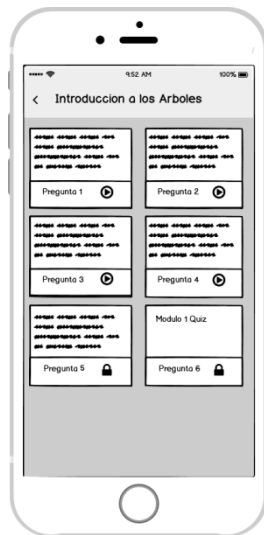 9:52 AM 100%
< Introduccion a los Arboles
Pregunta 1
Pregunta 2
Pregunta 3
Pregunta 4
Modulo 1 Quiz
Pregunta 5
Pregunta 6